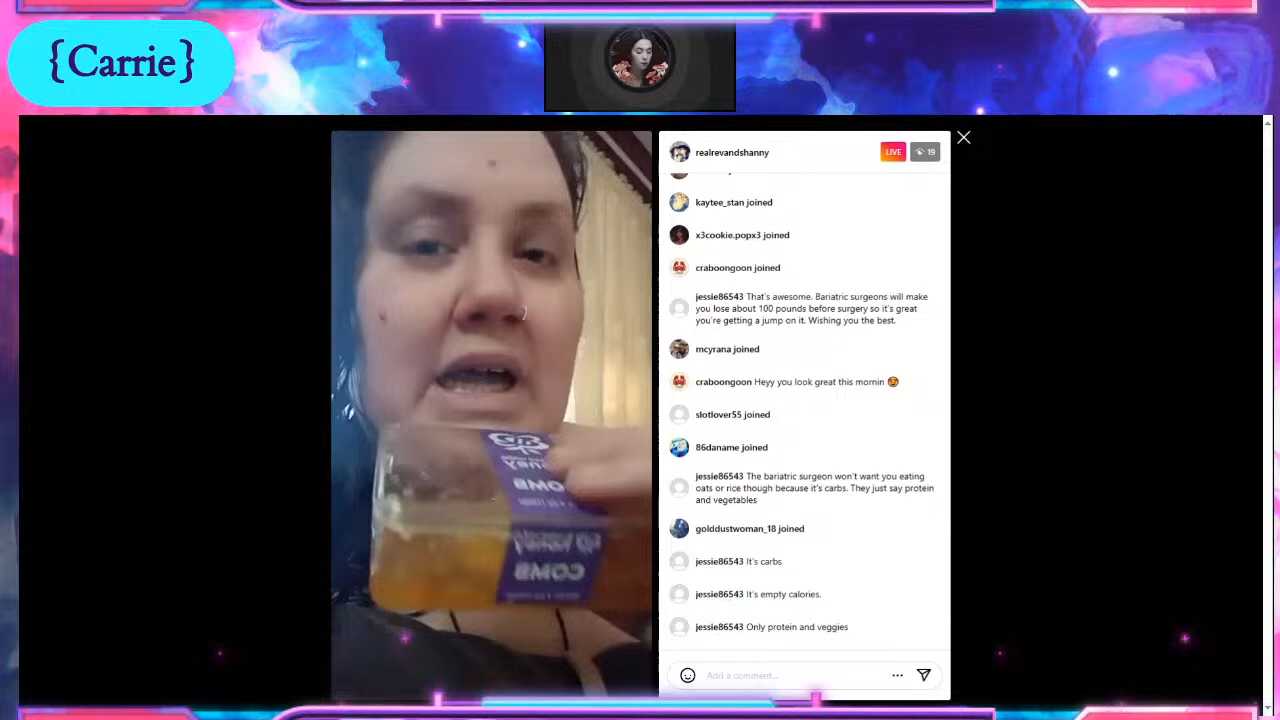 {Carrie}
realrevandshanny
LIVE
19
kaytee_stan joined
x3cookie.popx3 joined
craboongoon joined
jessie86543 That's awesome. Bariatric surgeons will make
you lose about 100 pounds before surgery so it's great
you're getting a jump on it. Wishing you the best.
mcyrana joined
craboongoon Heyy you look great this mornin 🥰
slotlover55 joined
86daname joined
jessie86543 The bariatric surgeon won't want you eating
oats or rice though because it's carbs. They just say protein
and vegetables
golddustwoman_18 joined
jessie86543 It's carbs
jessie86543 It's empty calories.
jessie86543 Only protein and veggies
Add a comment...
COMB
COMB